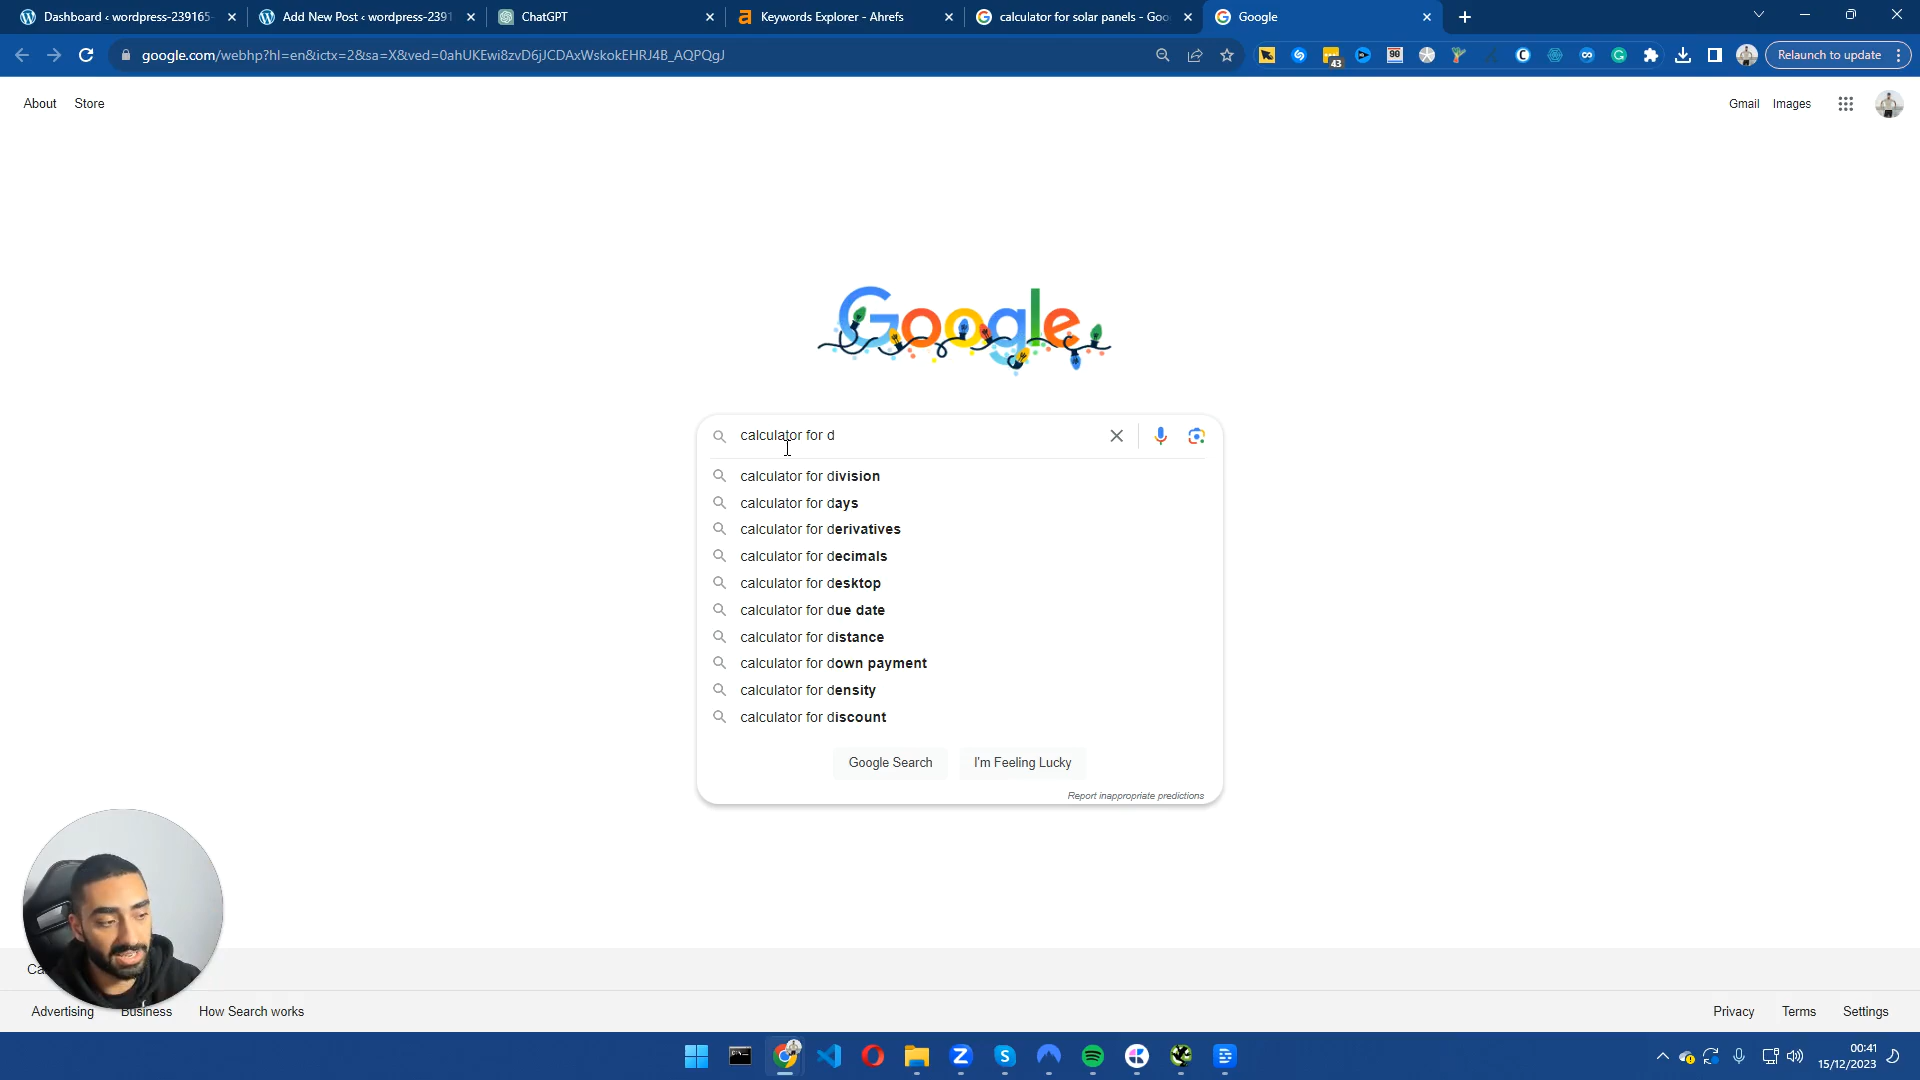 Dashboard ‹ wordpress-239165-
Add New Post ‹ wordpress-2391
ChatGPT
Keywords Explorer - Ahrefs
calculator for solar panels - Goo
Google
google.com/webhp?hl=en&ictx=2&sa=X&ved=0ahUKEwi8zvD6jJCDAxWskokEHRJ4B_AQPQgJ
43
90
Relaunch to update
About Store
Gmail Images
Google
calculator for d
calculator for division
calculator for days
calculator for derivatives
calculator for decimals
calculator for desktop
calculator for due date
calculator for distance
calculator for down payment
calculator for density
calculator for discount
Google Search I'm Feeling Lucky
Report inappropriate predictions
Advertising Business How Search works
Privacy Terms Settings
00:41
15/12/2023